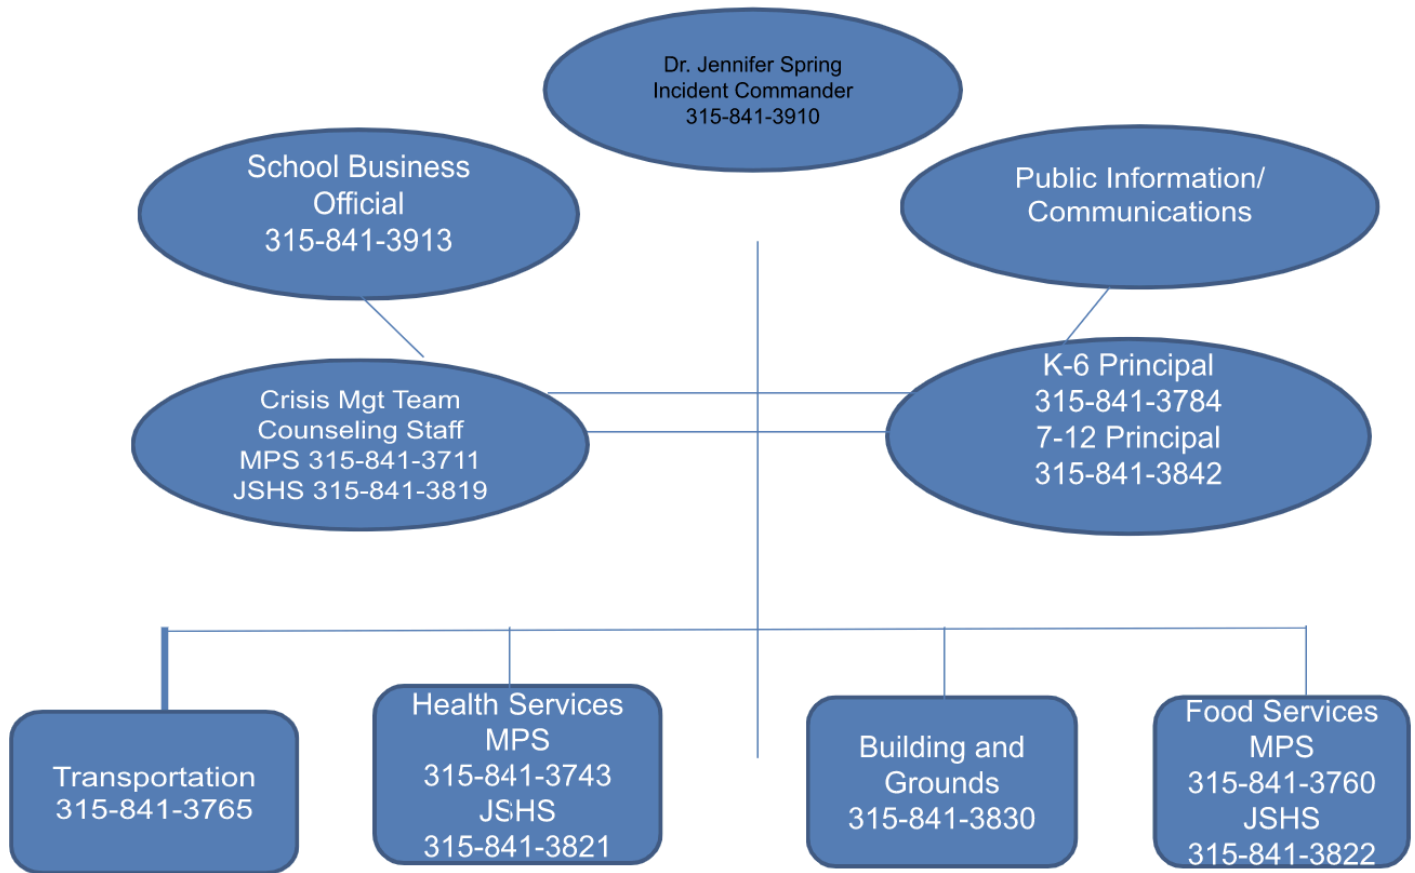 Dr. Jennifer Spring
Incident Commander
315-841-3910
School Business
Official
315-841-3913
Public Information/
Communications
Crisis Mgt Team
Counseling Staff
MPS 315-841-3711
JSHS 315-841-3819
K-6 Principal
315-841-3784
7-12 Principal
315-841-3842
Transportation
315-841-3765
Health Services
MPS
315-841-3743
JSHS
315-841-3821
Building and
Grounds
315-841-3830
Food Services
MPS
315-841-3760
JSHS
315-841-3822